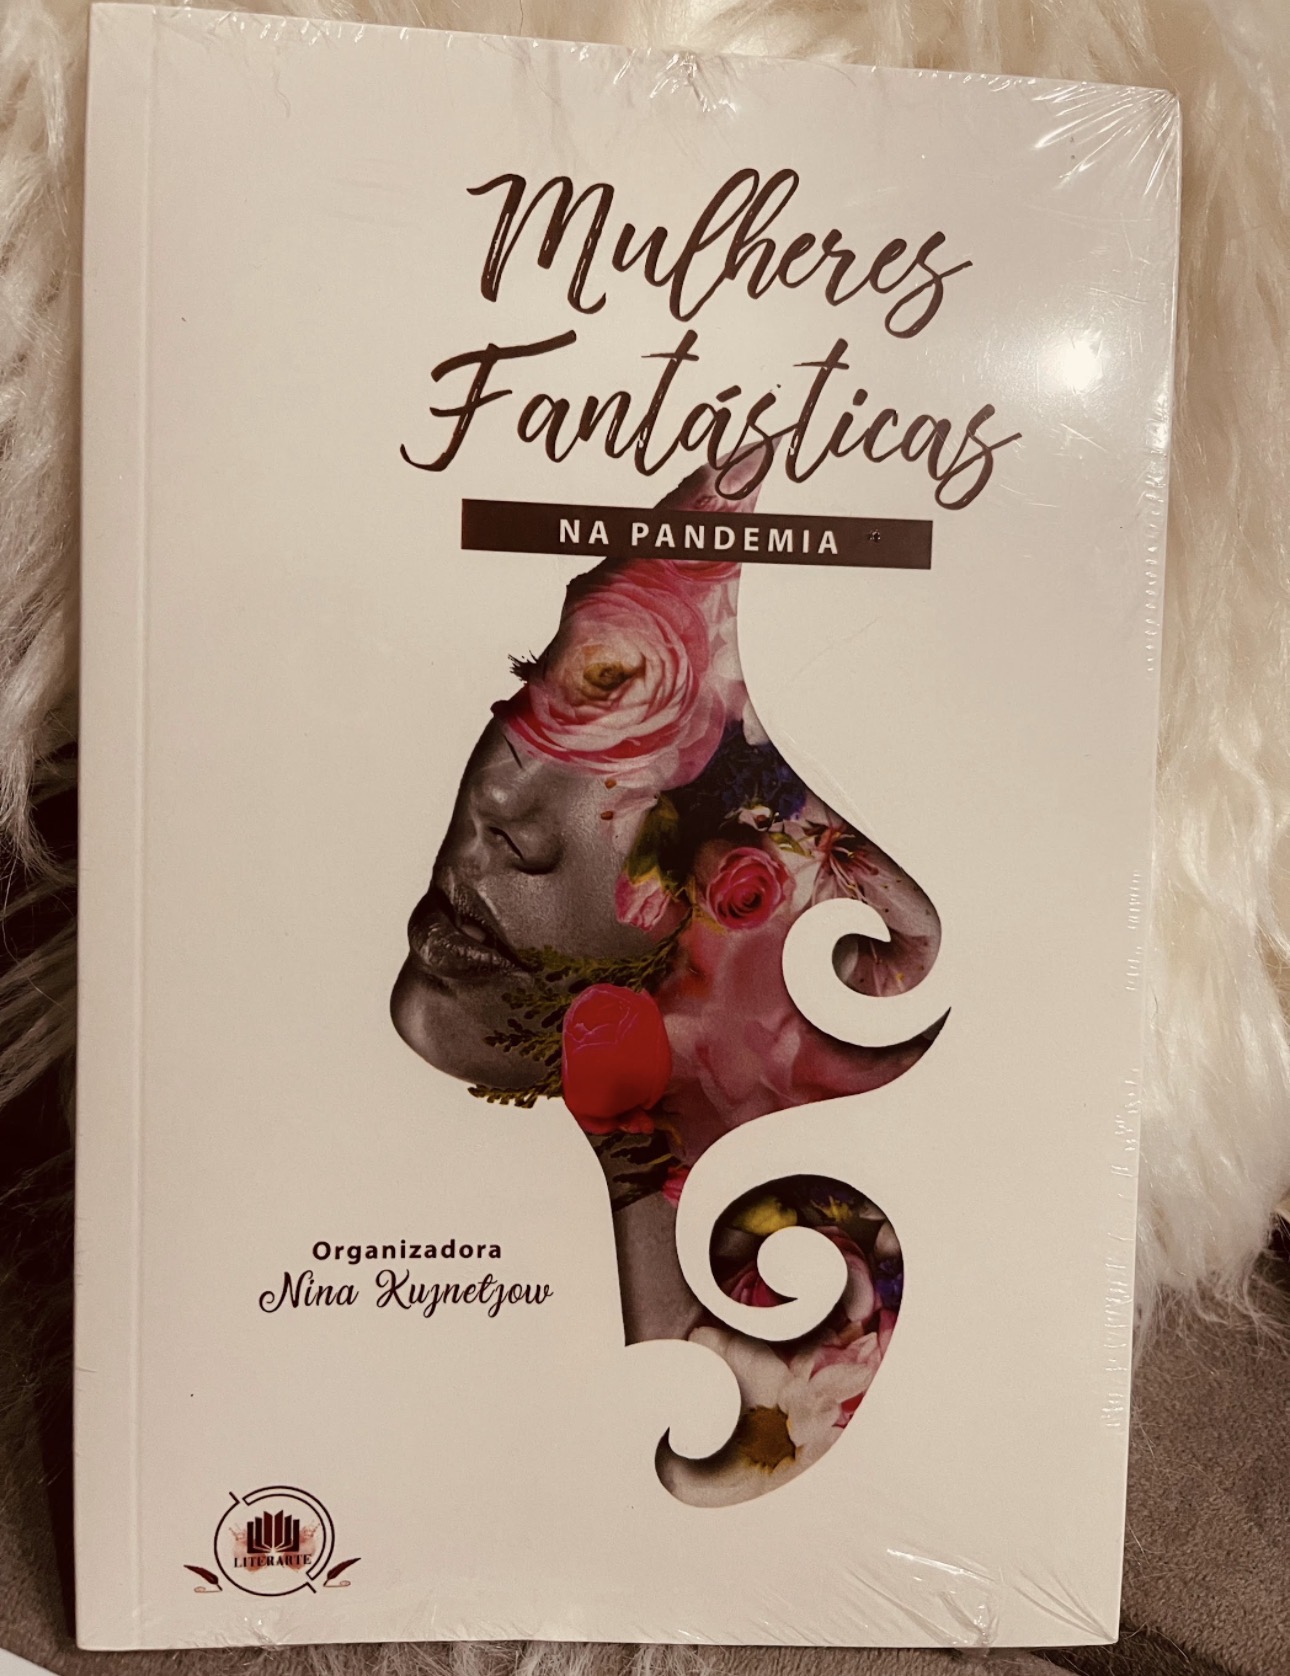 Mulheres
Fantásticas
NA PANDEMIA
Organizadora
Nina Kuznetzow
LITERARTE